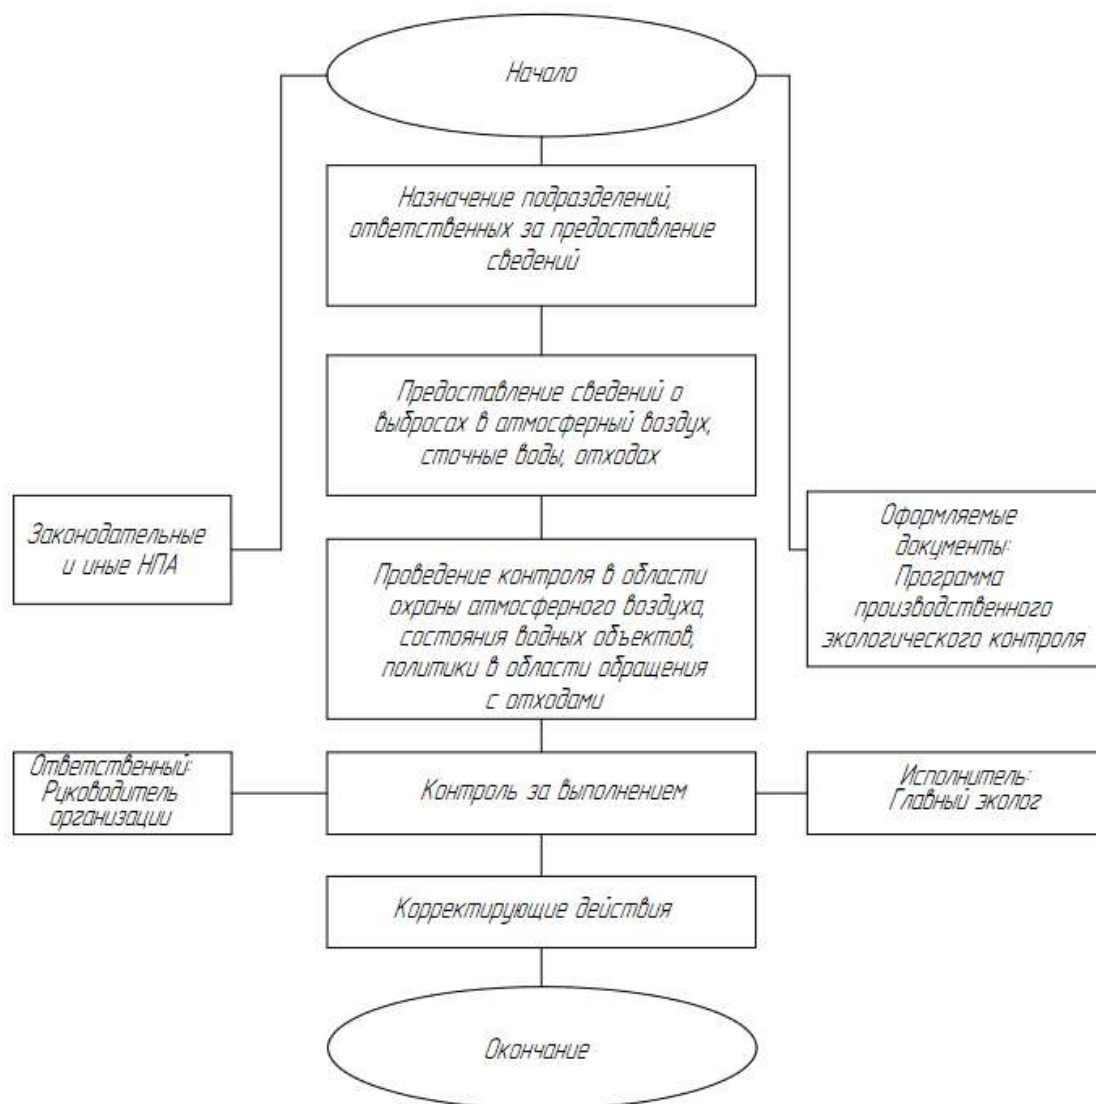 Начало
Назначение подразделений,
ответственных за предоставление
сведений
Предоставление сведений о
выбросах в атмосферный воздух,
сточные воды, отходах
Законодательные
и иные НПА
Оформляемые
документы:
Программа
производственного
экологического контроля
Проведение контроля в области
охраны атмосферного воздуха,
состояния водных объектов,
политики в области обращения
с отходами
Ответственный:
Руководитель
организации
Контроль за выполнением
Исполнитель:
Главный эколог
Корректирующие действия
Окончание